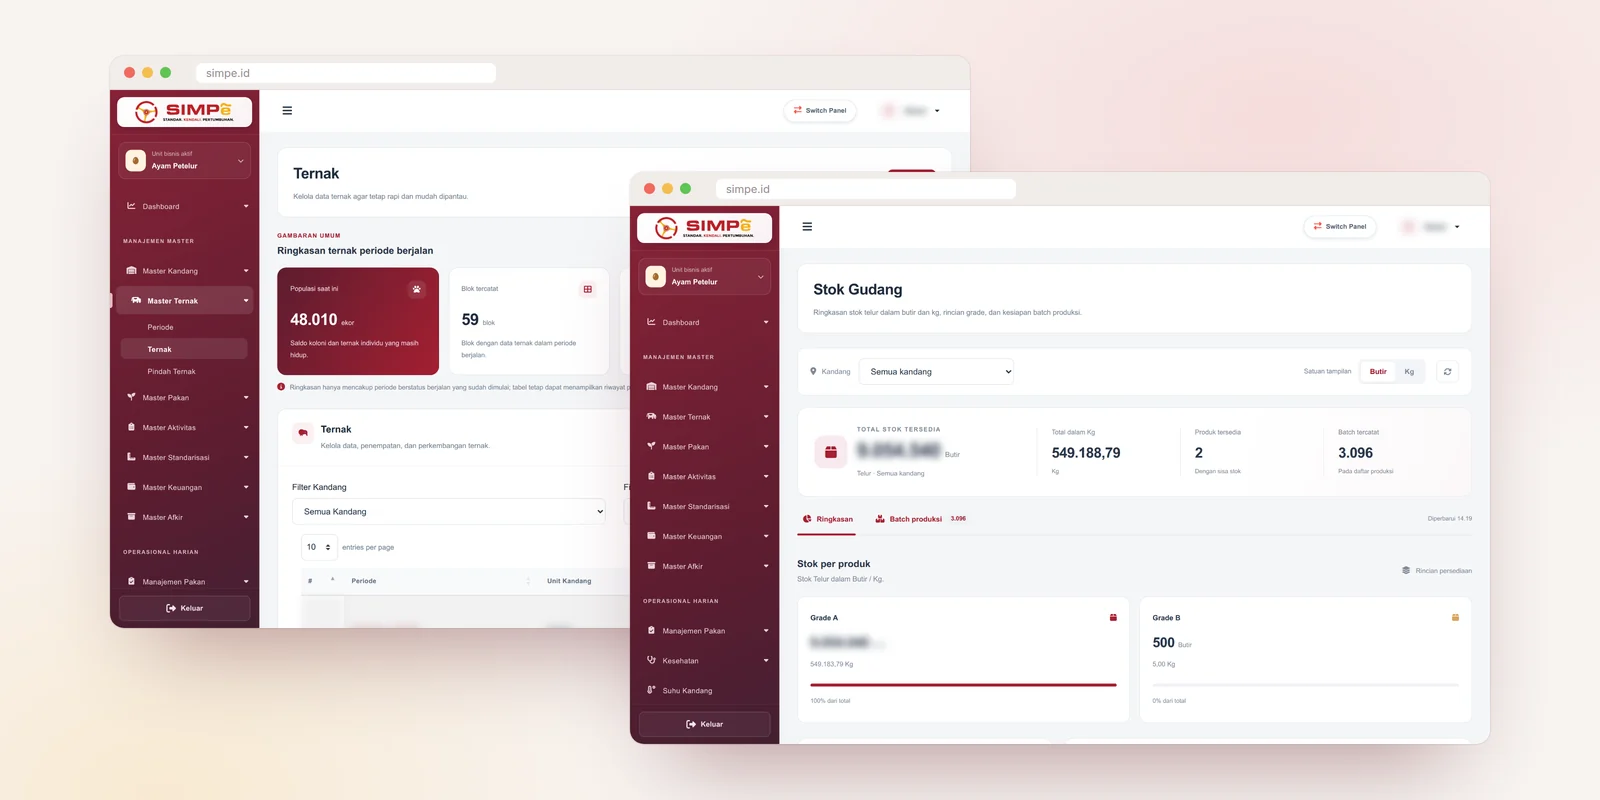 simpe.id
SIMPẽ
STANDAR. KENDALI. PERTUMBUHAN.
Switch Panel
Unit bisnis aktif
Ayam Petelur
Dashboard
MANAJEMEN MASTER
Master Kandang
Master Ternak
Periode
Ternak
Pindah Ternak
Master Pakan
Master Aktivitas
Master Standarisasi
Master Keuangan
Master Afkir
OPERASIONAL HARIAN
Manajemen Pakan
Keluar
Ternak
Kelola data ternak agar tetap rapi dan mudah dipantau.
GAMBARAN UMUM
Ringkasan ternak periode berjalan
Populasi saat ini
48.010 ekor
Saldo koloni dan ternak individu yang masih
hidup.
Blok tercatat
59 blok
Blok dengan data ternak dalam periode
berjalan.
Ringkasan hanya mencakup periode berstatus berjalan yang sudah dimulai; tabel tetap dapat menampilkan riwayat
Ternak
Kelola data, penempatan, dan perkembangan ternak.
Filter Kandang
Semua Kandang
10 entries per page
# Periode Unit Kandang
simpe.id
SIMPẽ
STANDAR. KENDALI. PERTUMBUHAN.
Switch Panel
Unit bisnis aktif
Ayam Petelur
Dashboard
MANAJEMEN MASTER
Master Kandang
Master Ternak
Master Pakan
Master Aktivitas
Master Standarisasi
Master Keuangan
Master Afkir
OPERASIONAL HARIAN
Manajemen Pakan
Kesehatan
Suhu Kandang
Keluar
Stok Gudang
Ringkasan stok telur dalam butir dan kg, rincian grade, dan kesiapan batch produksi.
Kandang
Semua kandang
Satuan tampilan
Butir
Kg
TOTAL STOK TERSEDIA
Butir
Telur · Semua kandang
Total dalam Kg
549.188,79
Kg
Produk tersedia
2
Dengan sisa stok
Batch tercatat
3.096
Pada daftar produksi
Ringkasan
Batch produksi 3.096
Diperbarui 14.19
Stok per produk
Stok Telur dalam Butir / Kg.
Rincian persediaan
Grade A
549.183,79 Kg
100% dari total
Grade B
500 Butir
5,00 Kg
0% dari total